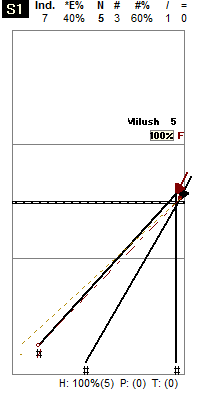 S1 Ind. *E% N # #% / =
7 40% 5 3 60% 1 0
Milush 5
100% F
#
# #
H: 100%(5) P: (0) T: (0)